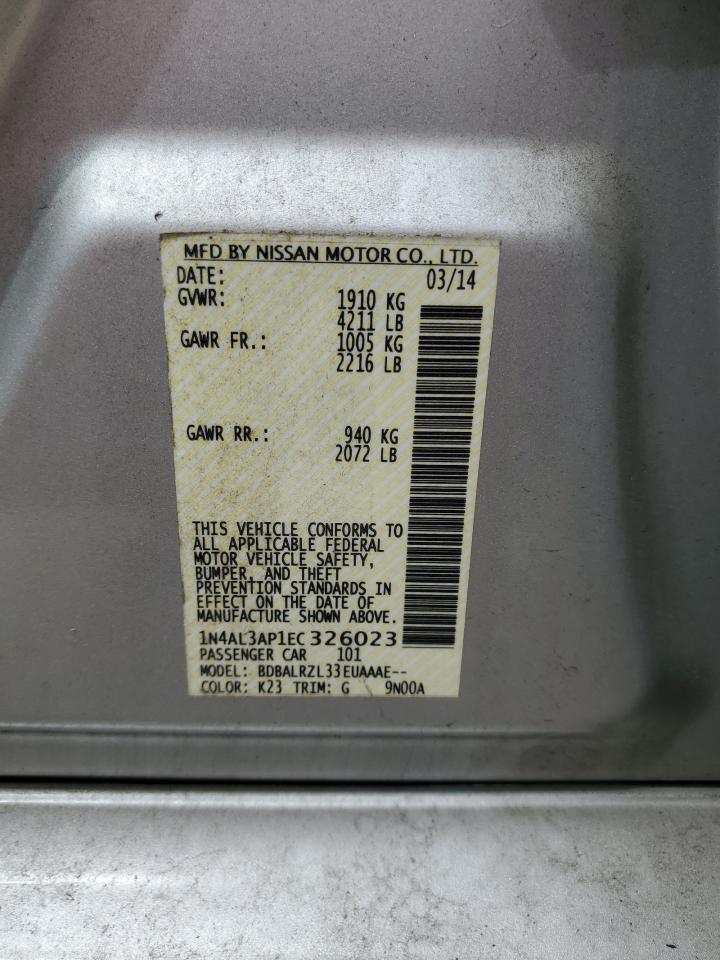 MFD BY NISSAN MOTOR CO., LTD.
DATE: 03/14
GVWR: 1910 KG
4211 LB
GAWR FR.: 1005 KG
2216 LB
GAWR RR.: 940 KG
2072 LB
THIS VEHICLE CONFORMS TO
ALL APPLICABLE FEDERAL
MOTOR VEHICLE SAFETY,
BUMPER, AND THEFT
PREVENTION STANDARDS IN
EFFECT ON THE DATE OF
MANUFACTURE SHOWN ABOVE.
1N4AL3AP1EC326023
PASSENGER CAR 101
MODEL: BDBALRZL33EUAAAE--
COLOR: K23 TRIM: G 9N00A